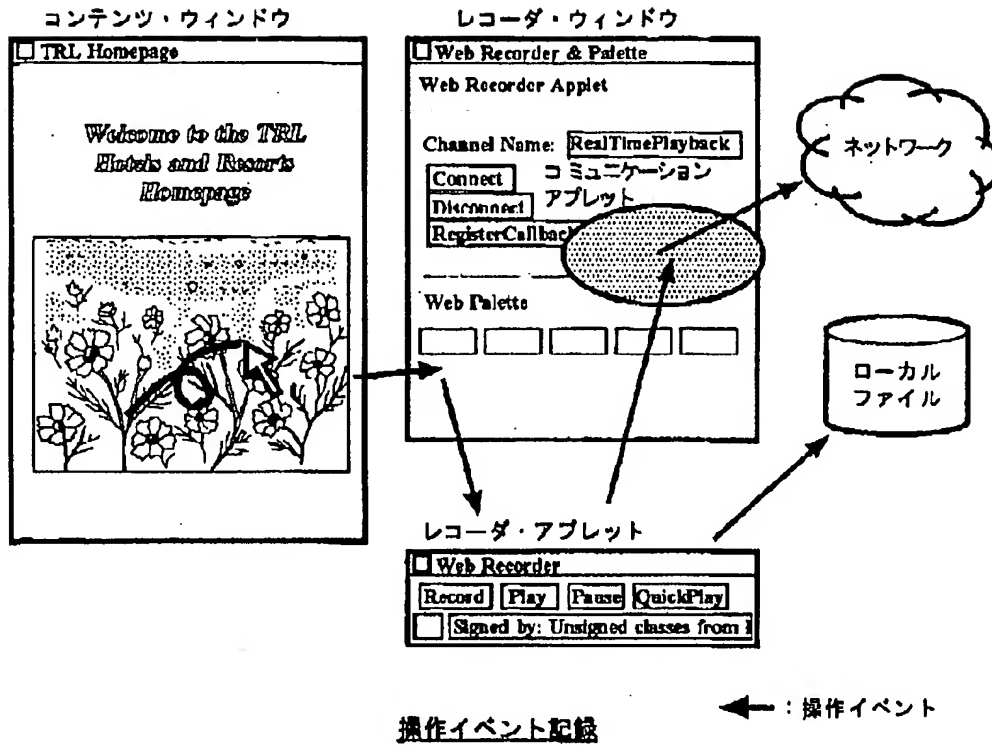 コンテンツ・ウィンドウ
TRL Homepage
Welcome to the TRL
Hotels and Resorts
Homepage
レコーダ・ウィンドウ
Web Recorder & Palette
Web Recorder Applet
Channel Name: RealTimePlayback
Connect
コミュニケーション
Disconnect
アプレット
RegisterCallbac
Web Palette
ネットワーク
ローカル
ファイル
レコーダ・アプレット
Web Recorder
Record Play Pause QuickPlay
Signed by: Unsigned classes from
操作イベント記録
：操作イベント